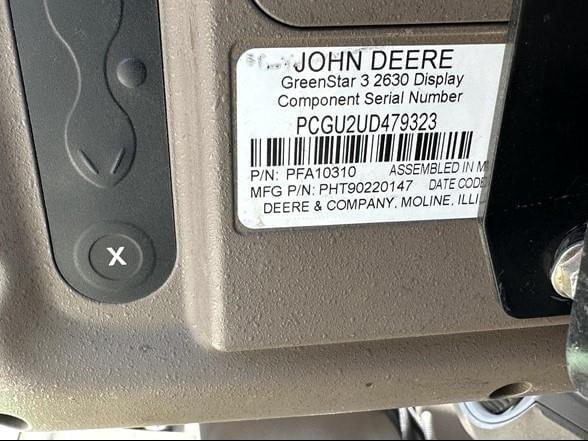 JOHN DEERE
GreenStar 3 2630 Display
Component Serial Number
PCGU2UD479323
P/N: PFA10310 ASSEMBLED IN M
MFG P/N: PHT90220147 DATE CODE
DEERE & COMPANY, MOLINE, ILLI
X